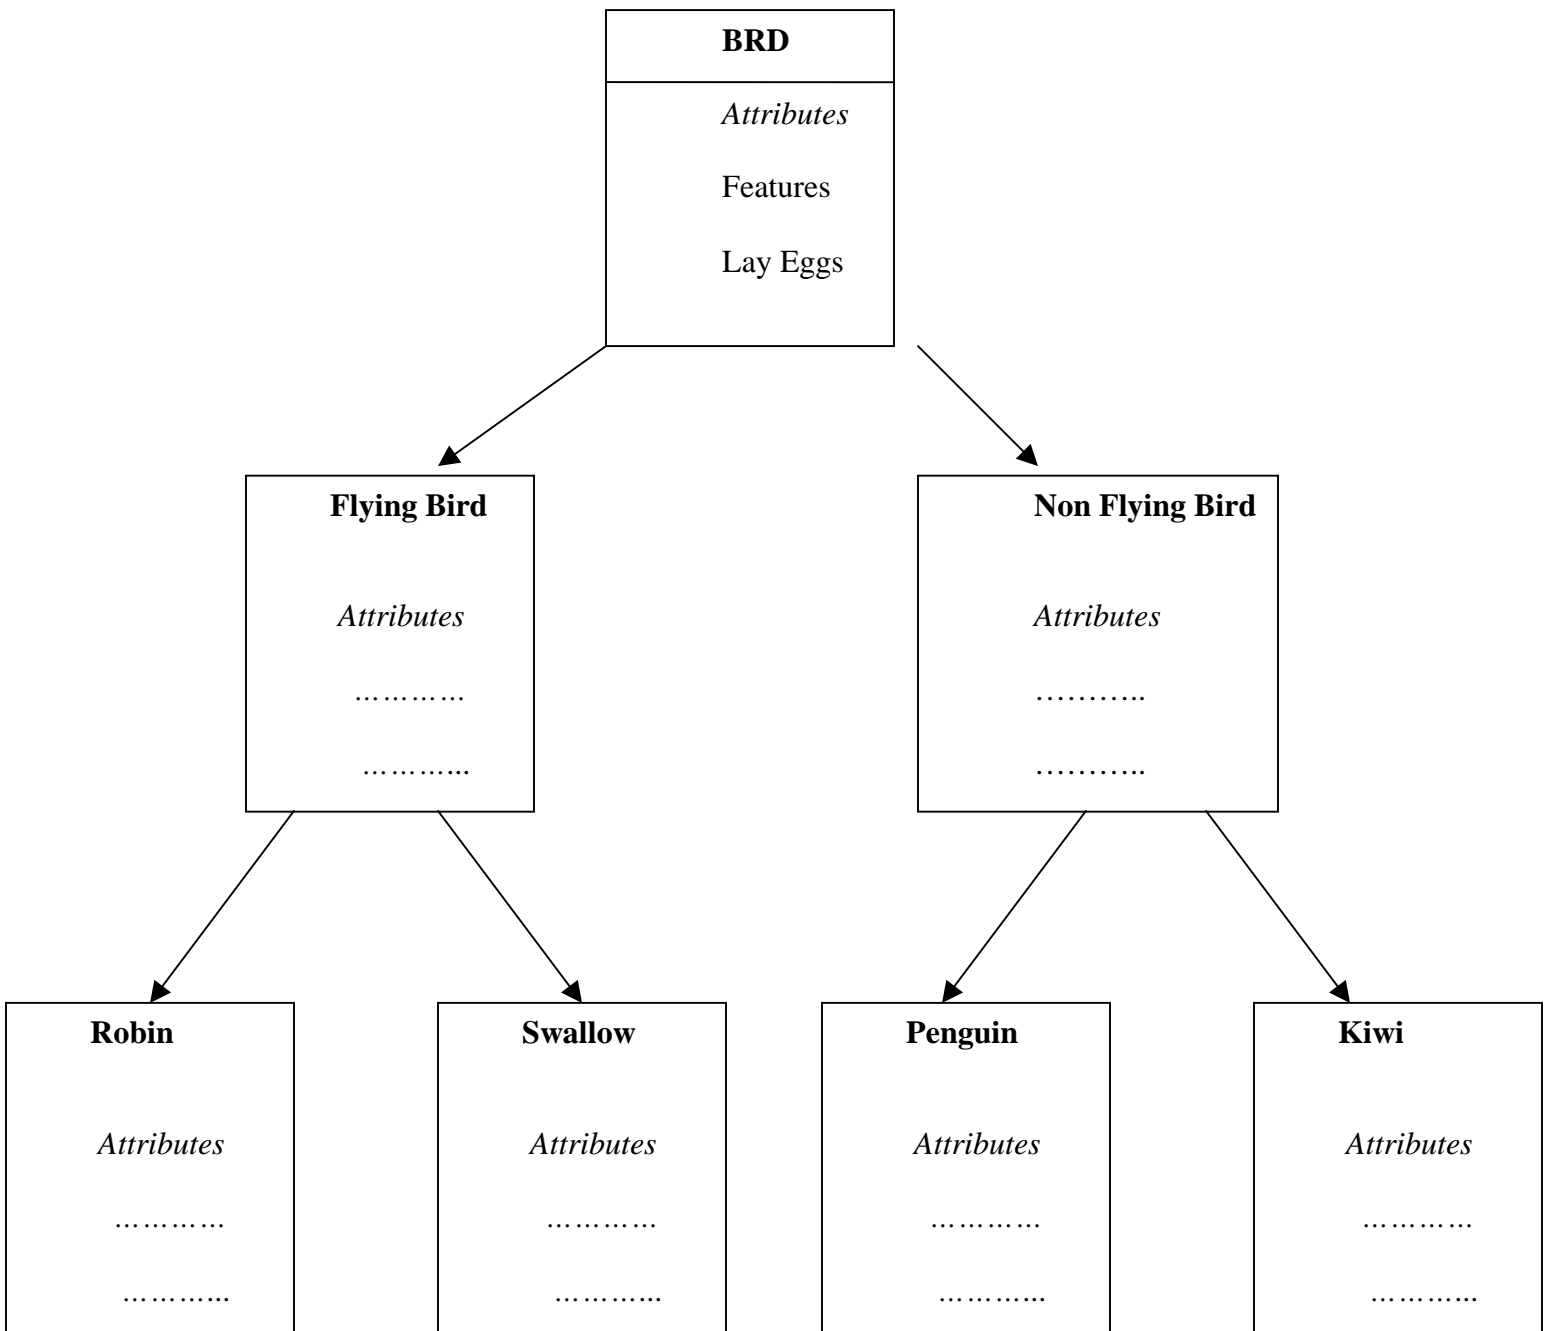 BRD
Attributes
Features
Lay Eggs
Flying Bird
Attributes
…………
………...
Non Flying Bird
Attributes
………..
………..
Robin
Attributes
…………
………...
Swallow
Attributes
…………
………...
Penguin
Attributes
…………
………...
Kiwi
Attributes
…………
………...